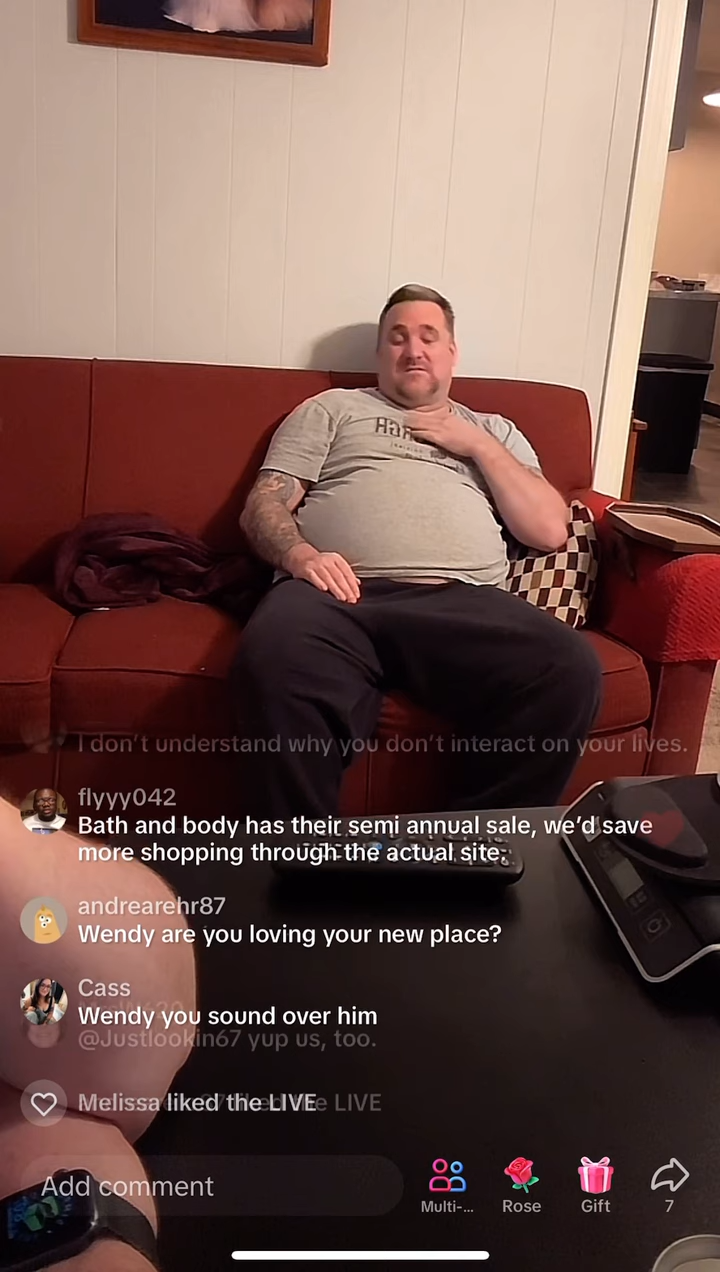 Har
I don't understand why you don't interact on your lives.
flyyy042
Bath and body has their semi annual sale, we'd save
more shopping through the actual site.
andrearehr87
Wendy are you loving your new place?
Cass
Wendy you sound over him
@Justlookin67 yup us, too.
Melissa liked the LIVE
Add comment
Multi-...
Rose
Gift
7